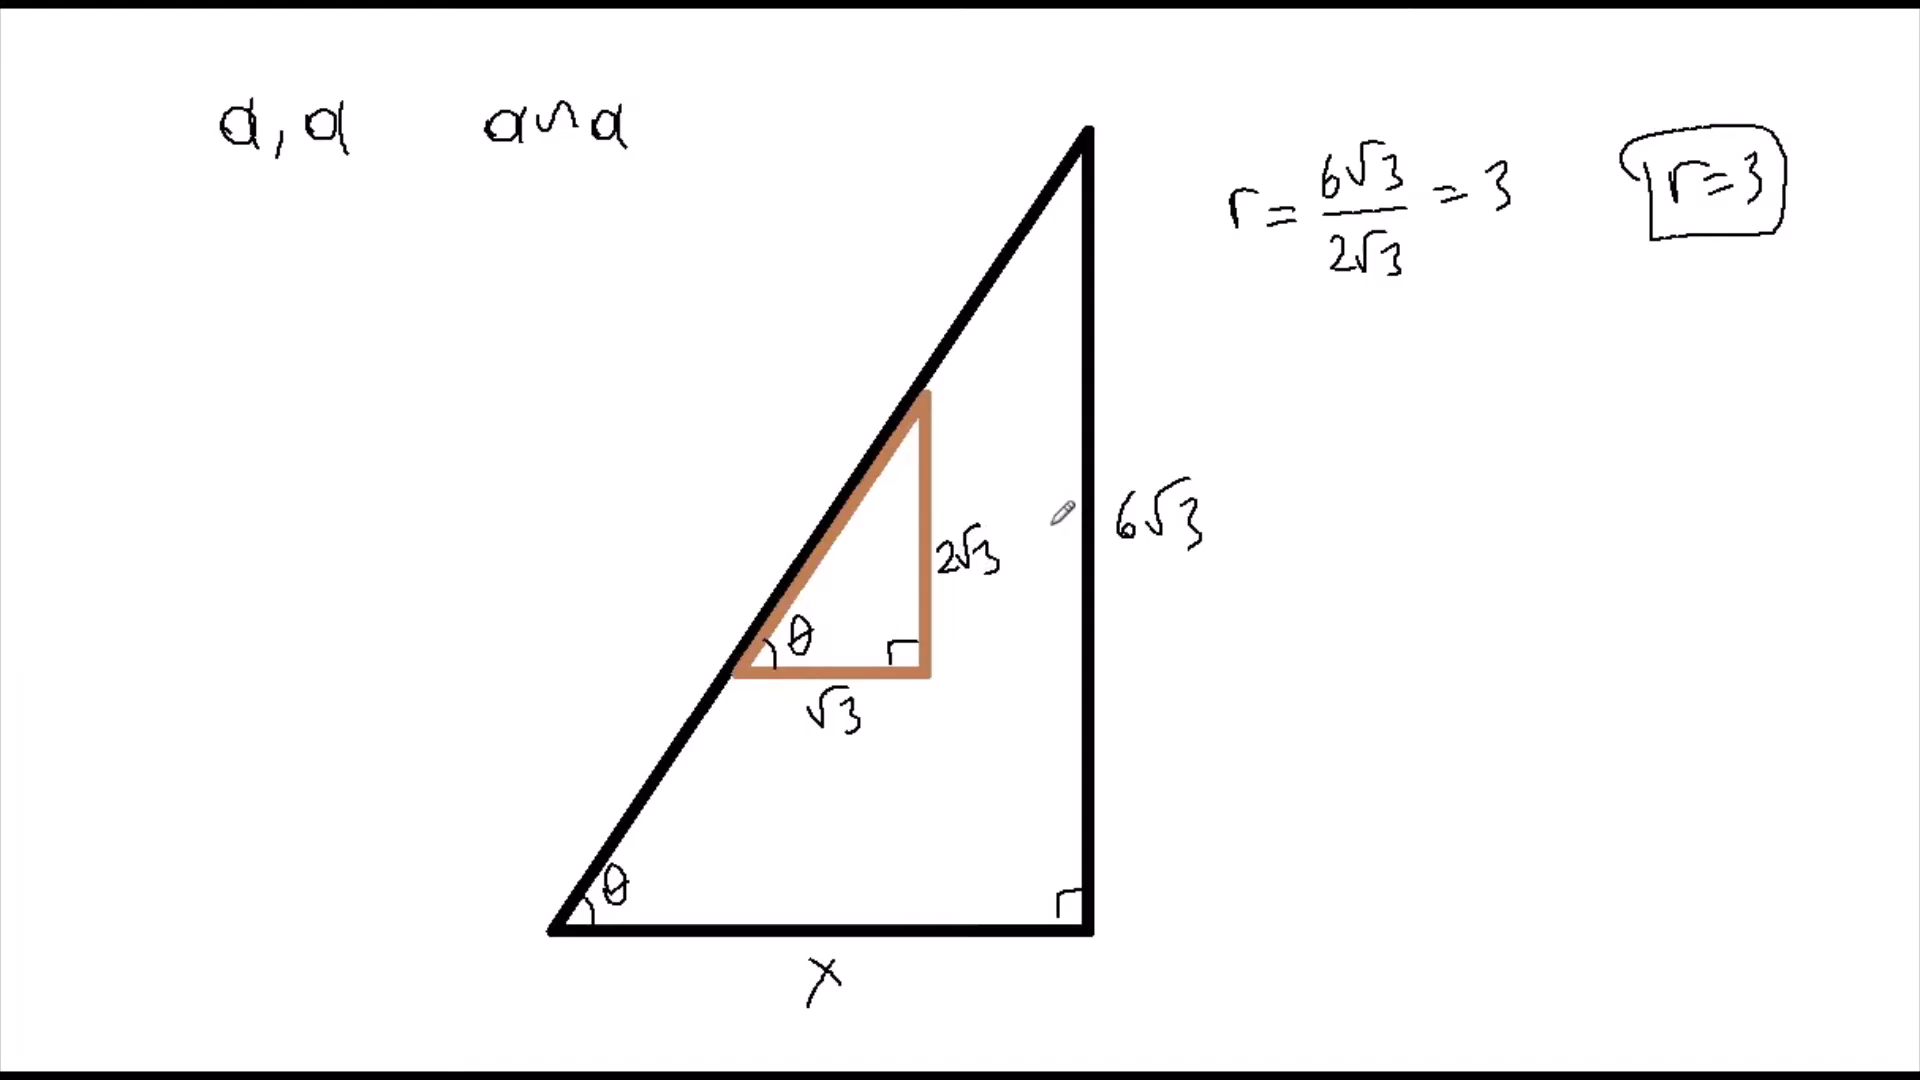 a, a
a∽a
r = 6√3/2√3 = 3
r=3
6√3
2√3
θ
√3
θ
x